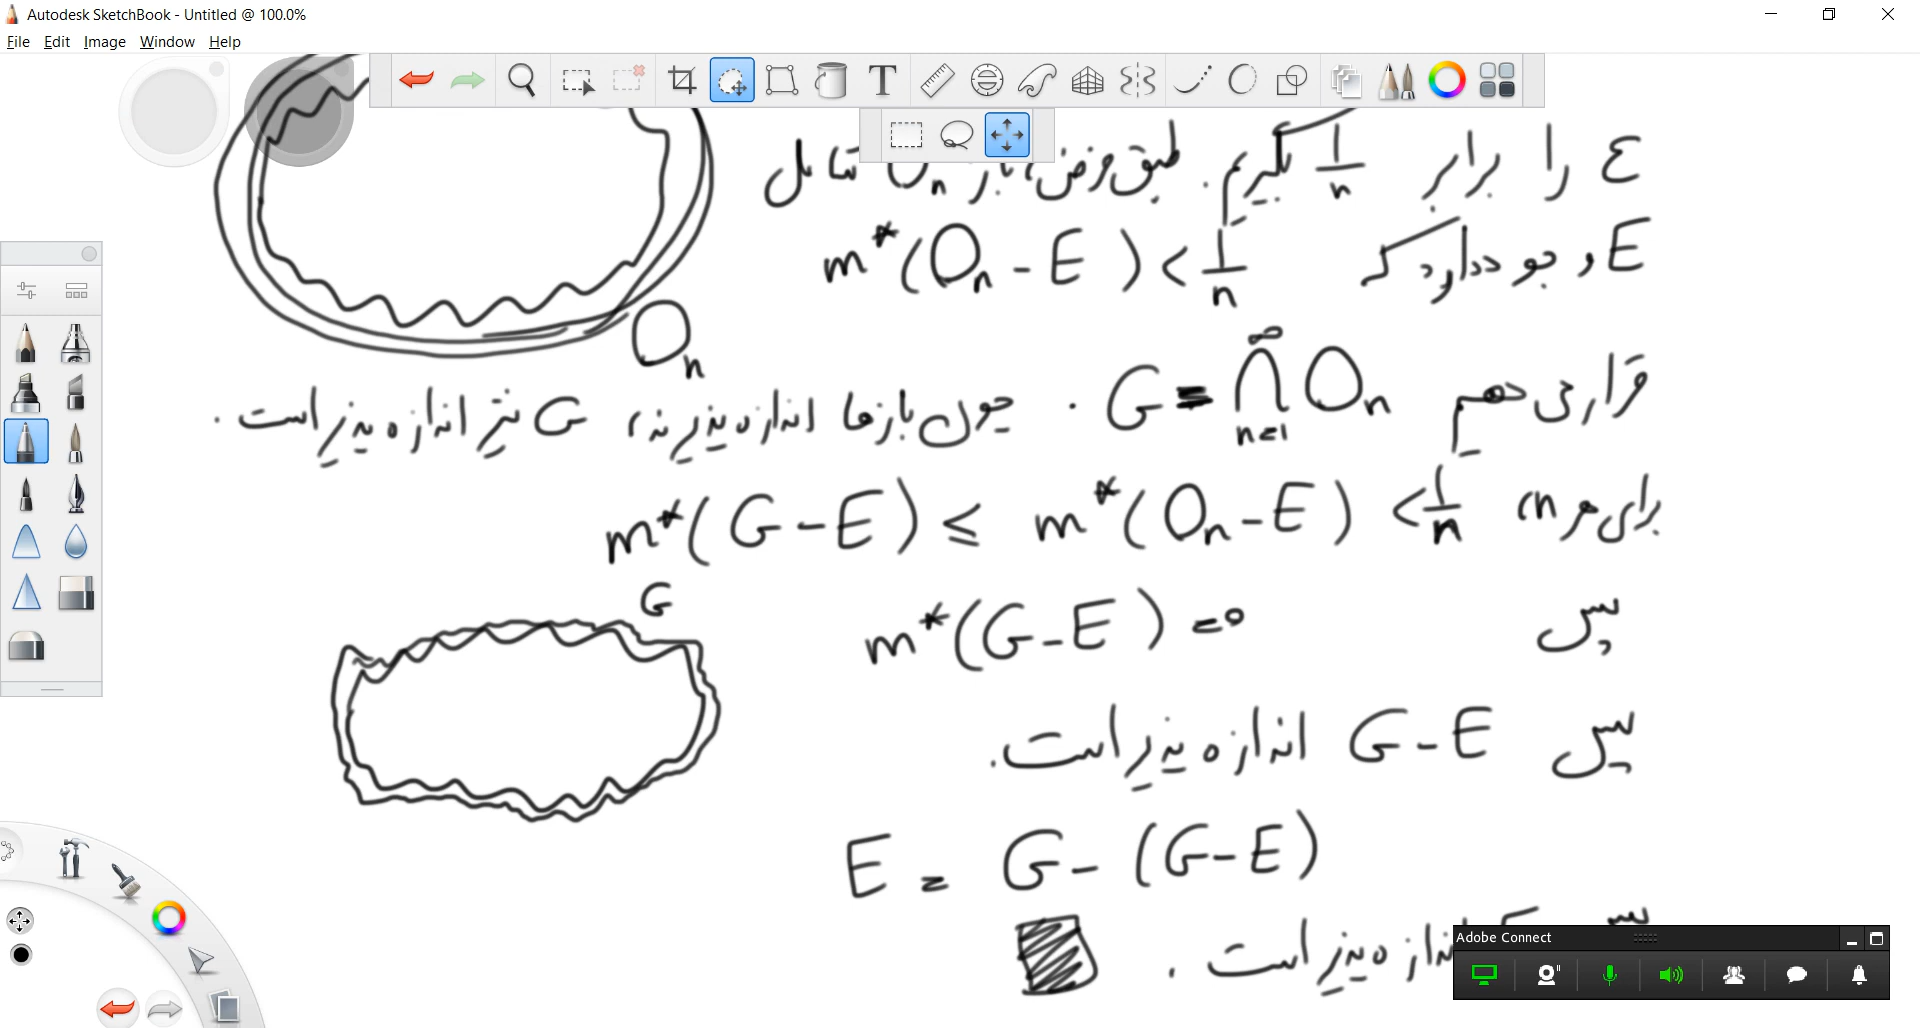 Autodesk SketchBook - Untitled @ 100.0%
File Edit Image Window Help
ε را برابر 1/n بگیریم. طبق فرض، باز O_n شامل
E وجود دارد که m*(O_n - E) < 1/n
O_n
قرار می‌دهیم G = ⋂_{n=1}^{∞} O_n . چون بازها اندازه‌پذیرند، G نیز اندازه‌پذیر است.
برای هر n، m*(G-E) ≤ m*(O_n - E) < 1/n
G
پس m*(G-E) = 0
پس G-E اندازه‌پذیر است.
E = G - (G-E)
اندازه‌پذیر است.
Adobe Connect